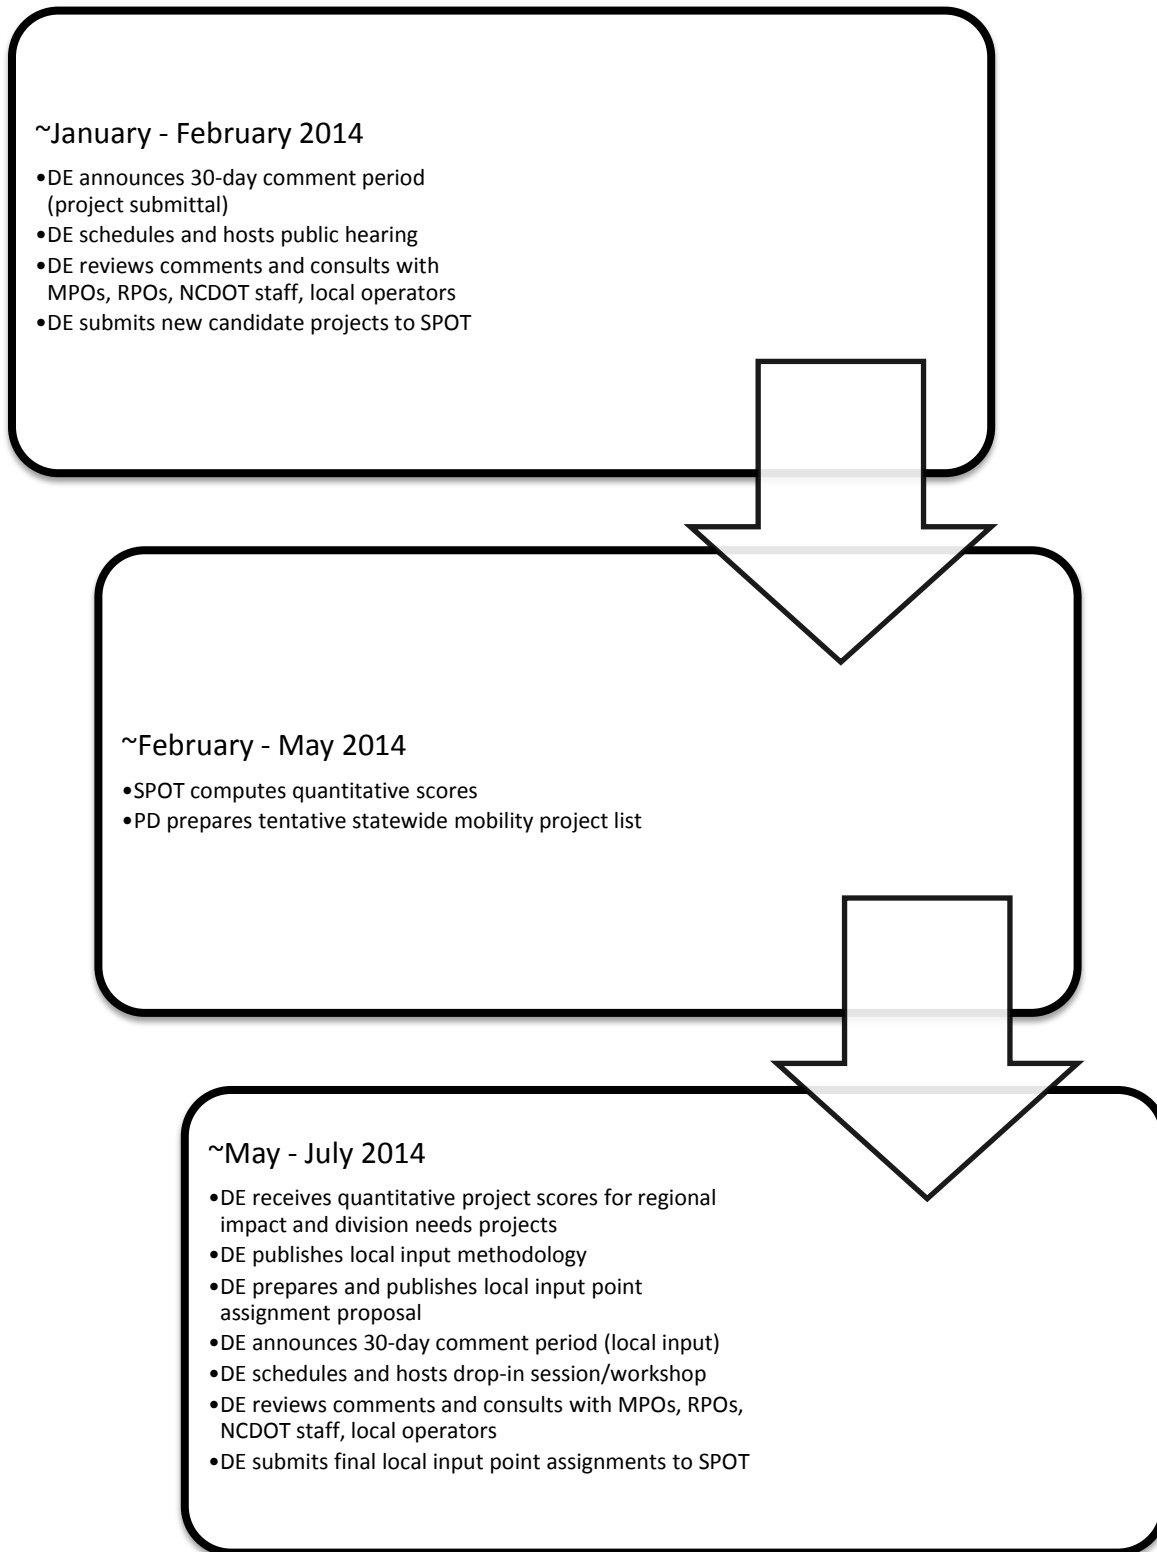 ~January - February 2014
•DE announces 30-day comment period
(project submittal)
•DE schedules and hosts public hearing
•DE reviews comments and consults with
MPOs, RPOs, NCDOT staff, local operators
•DE submits new candidate projects to SPOT
~February - May 2014
•SPOT computes quantitative scores
•PD prepares tentative statewide mobility project list
~May - July 2014
•DE receives quantitative project scores for regional
impact and division needs projects
•DE publishes local input methodology
•DE prepares and publishes local input point
assignment proposal
•DE announces 30-day comment period (local input)
•DE schedules and hosts drop-in session/workshop
•DE reviews comments and consults with MPOs, RPOs,
NCDOT staff, local operators
•DE submits final local input point assignments to SPOT